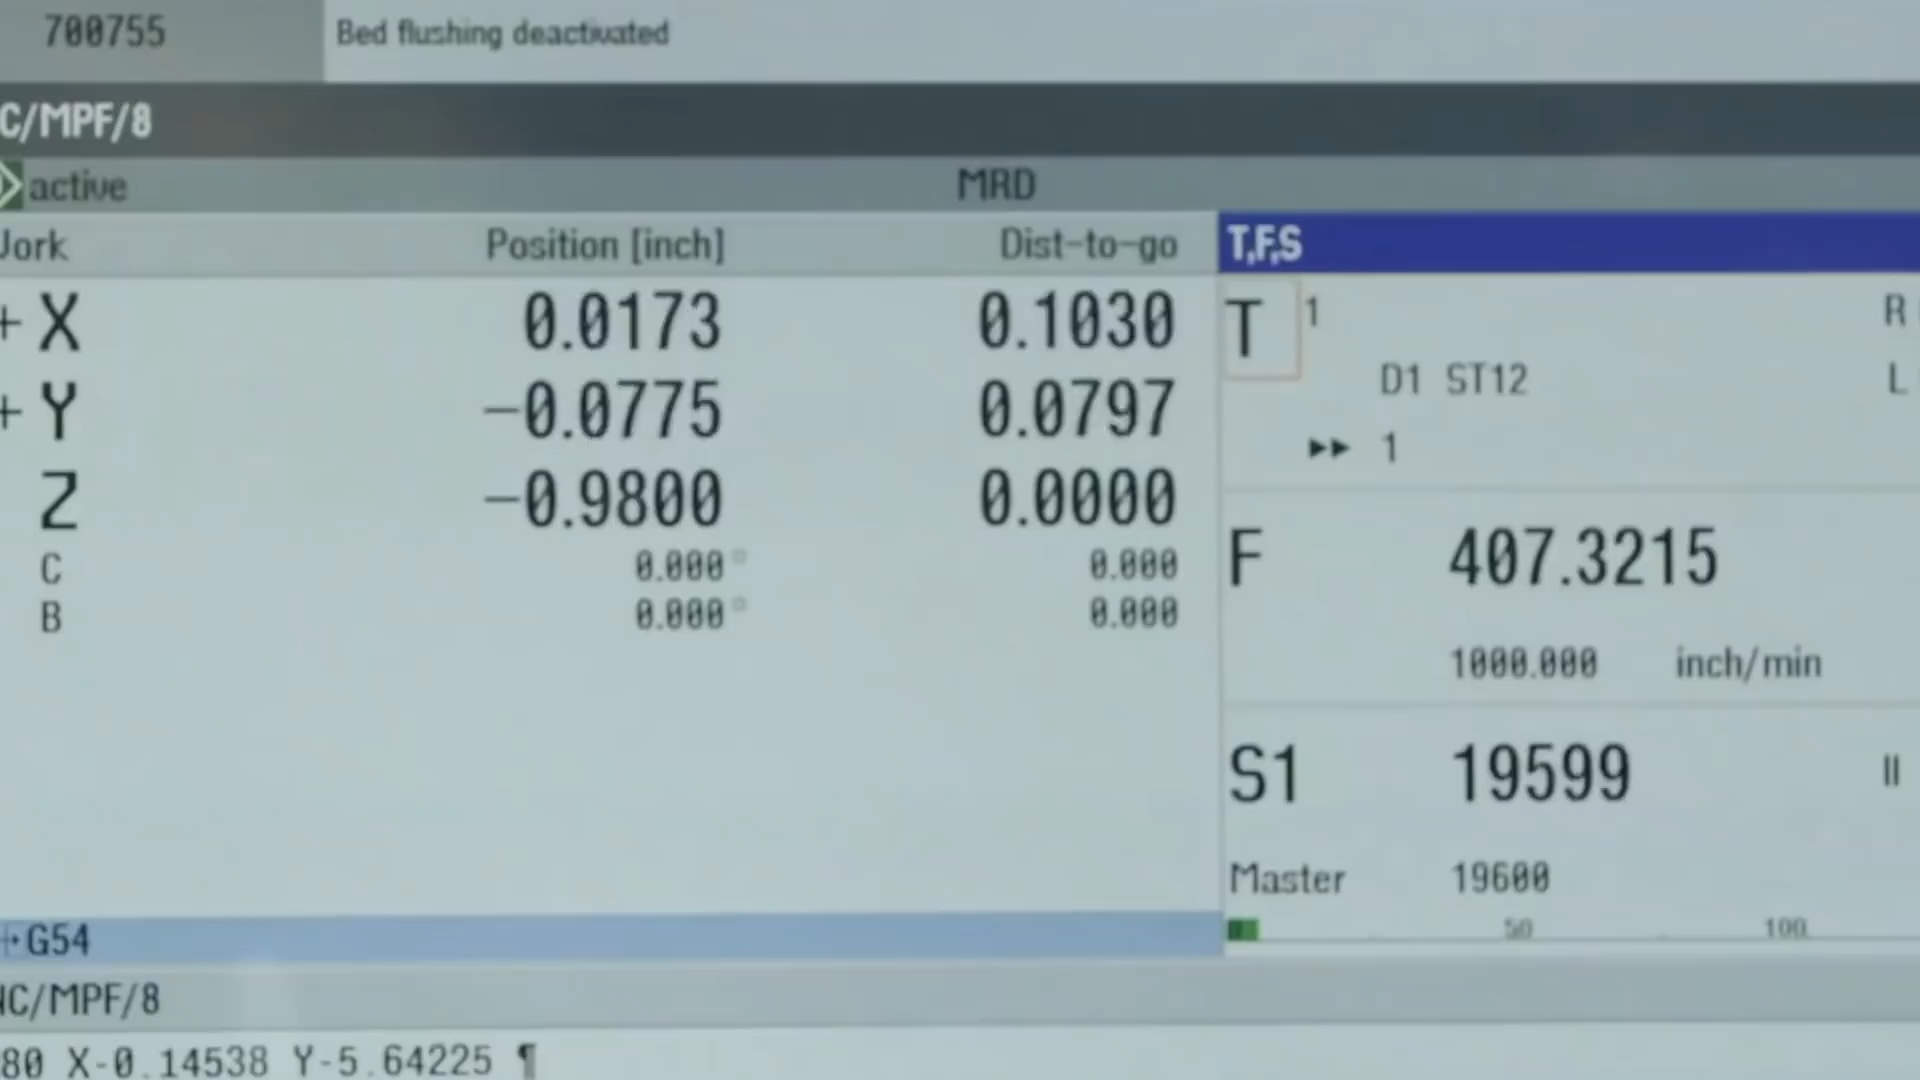 700755 Bed flushing deactivated
C/MPF/8
active MRD
Work Position [inch] Dist-to-go T,F,S
+ X 0.0173 0.1030 T 1 R
D1 ST12 L
+ Y -0.0775 0.0797
▸▸ 1
Z -0.9800 0.0000
C 0.000° 0.000 F 407.3215
B 0.000° 0.000
1000.000 inch/min
S1 19599
Master 19600
G54 50 100
NC/MPF/8
80 X-0.14538 Y-5.64225 ¶